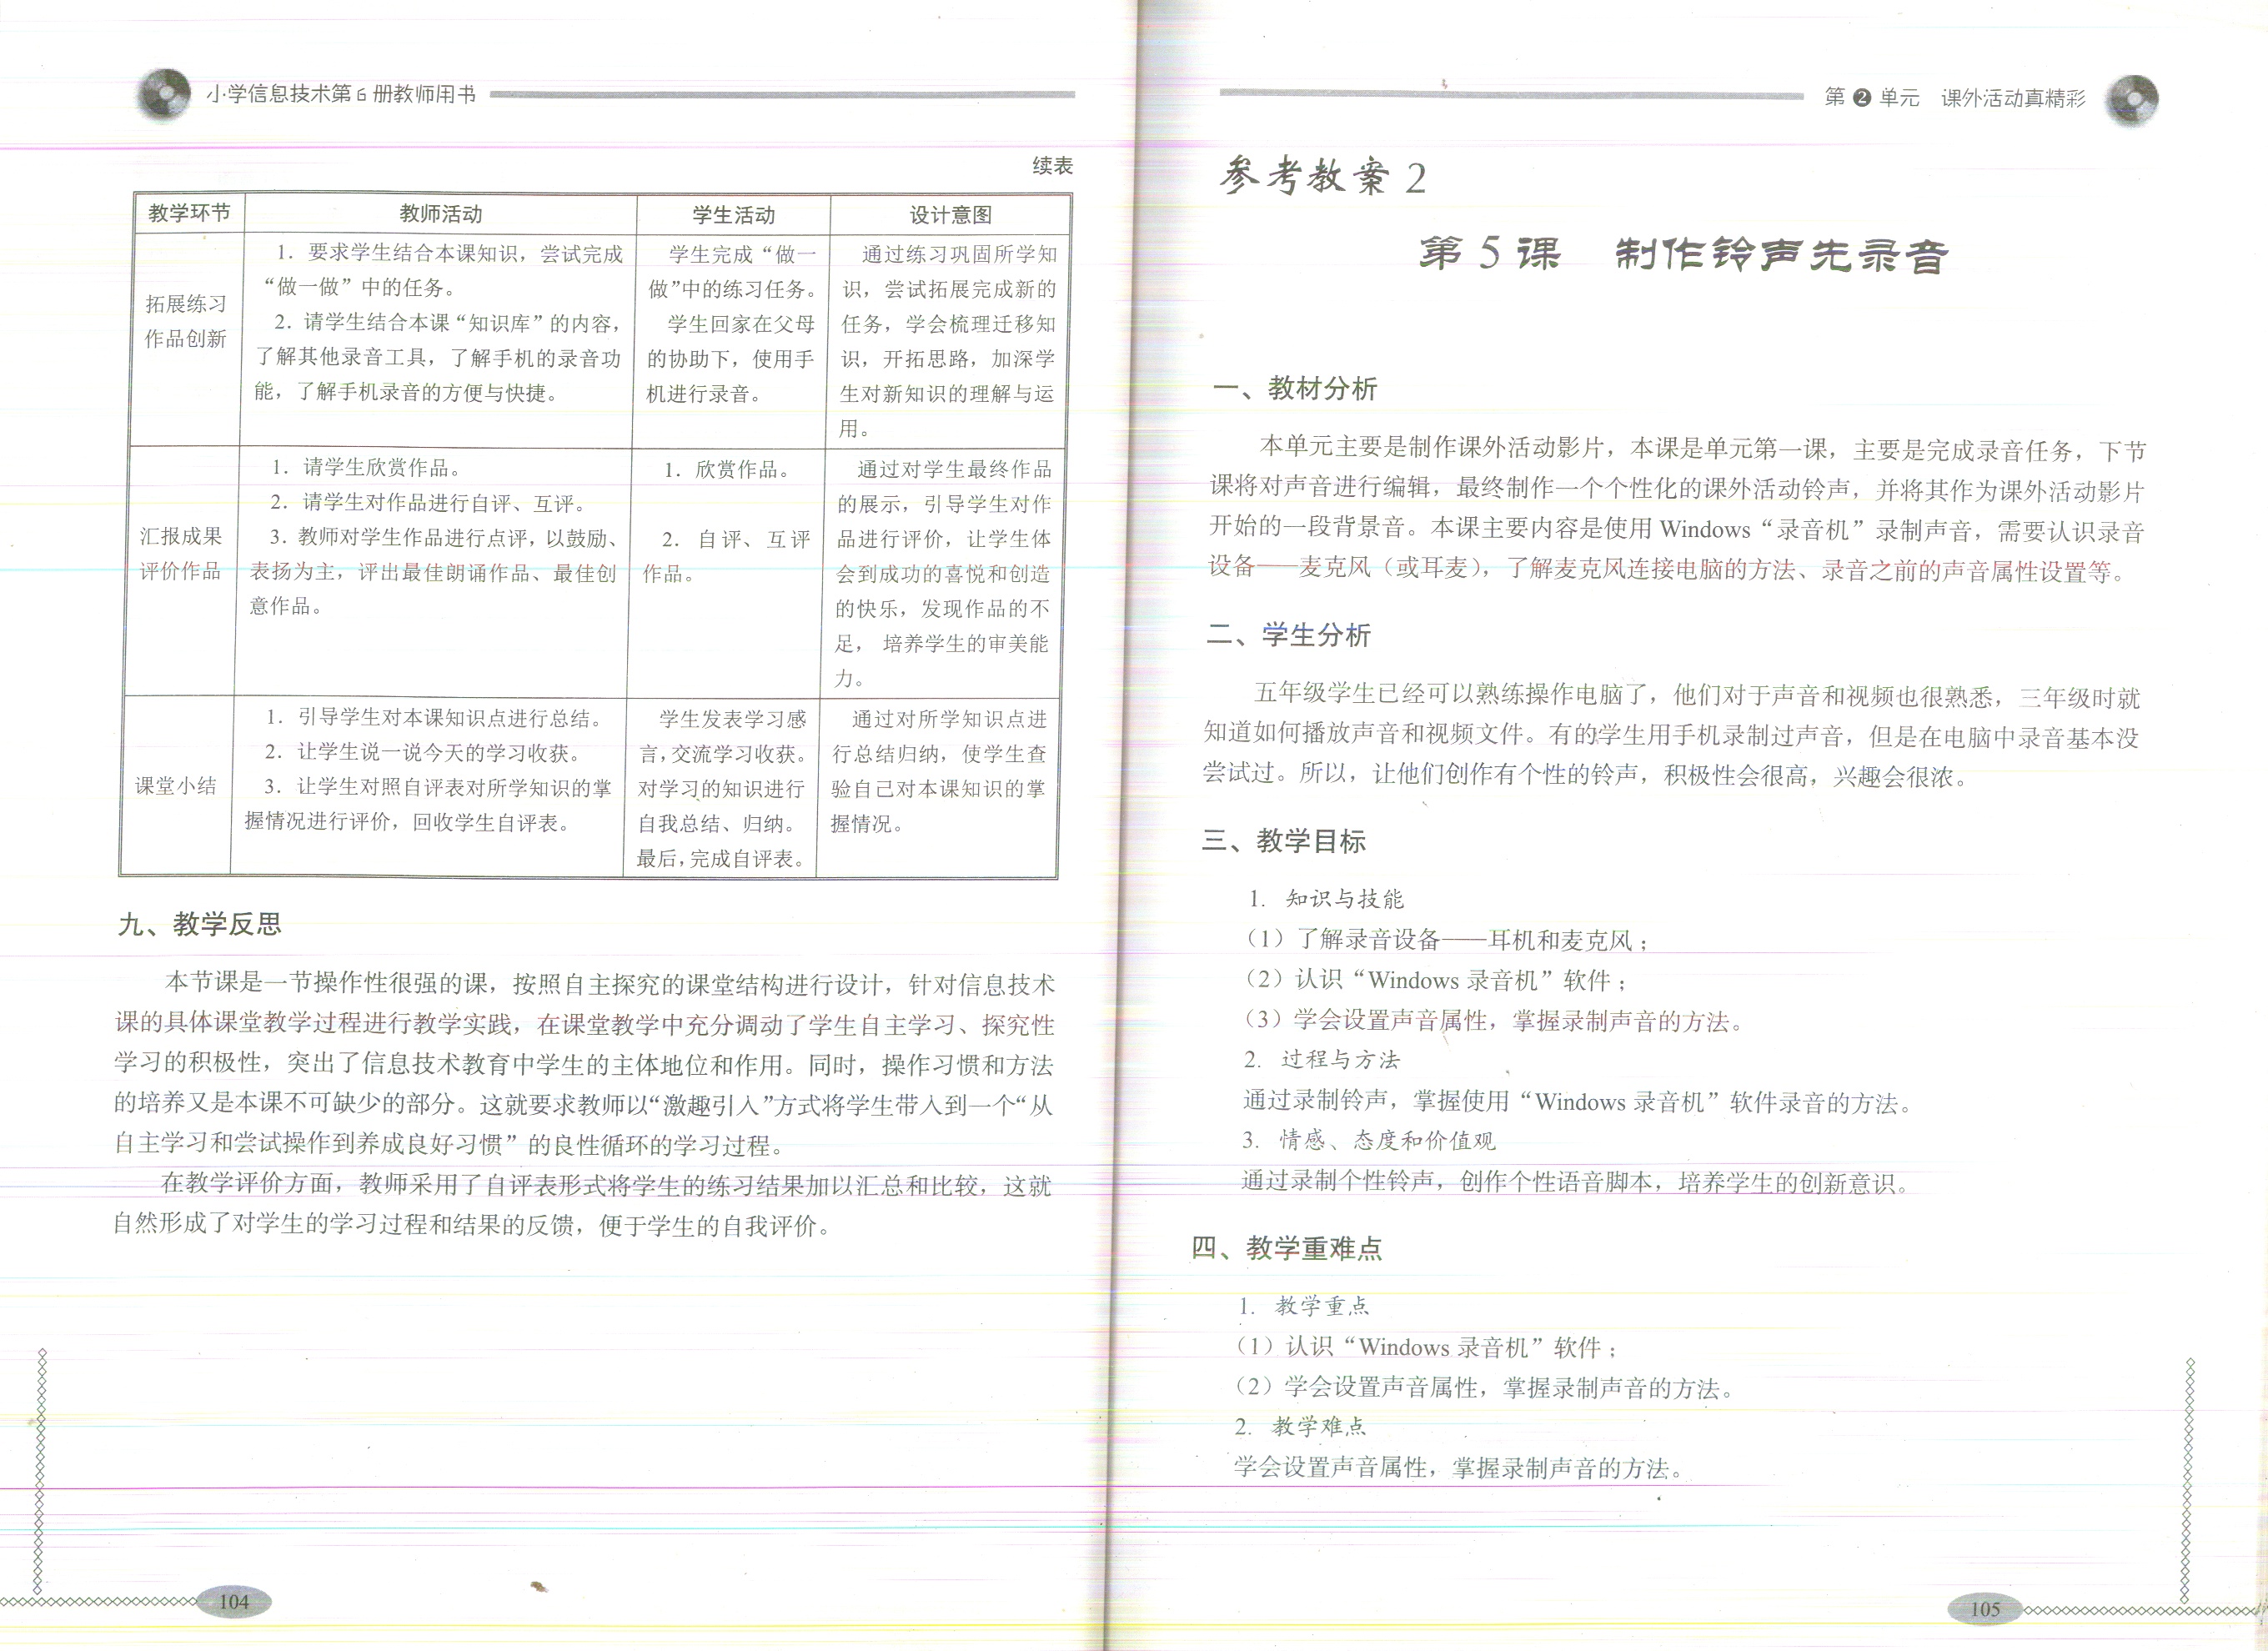 小学信息技术第6册教师用书
续表
教学环节 教师活动 学生活动 设计意图
拓展练习
作品创新
1. 要求学生结合本课知识，尝试完成
“做一做”中的任务。
2. 请学生结合本课“知识库”的内容，
了解其他录音工具，了解手机的录音功
能，了解手机录音的方便与快捷。
学生完成“做一
做”中的练习任务。
学生回家在父母
的协助下，使用手
机进行录音。
通过练习巩固所学知
识，尝试拓展完成新的
任务，学会梳理迁移知
识，开拓思路，加深学
生对新知识的理解与运
用。
汇报成果
评价作品
1. 请学生欣赏作品。
2. 请学生对作品进行自评、互评。
3. 教师对学生作品进行点评，以鼓励、
表扬为主，评出最佳朗诵作品、最佳创
意作品。
1. 欣赏作品。
2. 自评、互评
作品。
通过对学生最终作品
的展示，引导学生对作
品进行评价，让学生体
会到成功的喜悦和创造
的快乐，发现作品的不
足，培养学生的审美能
力。
课堂小结
1. 引导学生对本课知识点进行总结。
2. 让学生说一说今天的学习收获。
3. 让学生对照自评表对所学知识的掌
握情况进行评价，回收学生自评表。
学生发表学习感
言，交流学习收获。
对学习的知识进行
自我总结、归纳。
最后，完成自评表。
通过对所学知识点进
行总结归纳，使学生查
验自己对本课知识的掌
握情况。
九、教学反思
本节课是一节操作性很强的课，按照自主探究的课堂结构进行设计，针对信息技术
课的具体课堂教学过程进行教学实践，在课堂教学中充分调动了学生自主学习、探究性
学习的积极性，突出了信息技术教育中学生的主体地位和作用。同时，操作习惯和方法
的培养又是本课不可缺少的部分。这就要求教师以“激趣引入”方式将学生带入到一个“从
自主学习和尝试操作到养成良好习惯”的良性循环的学习过程。
在教学评价方面，教师采用了自评表形式将学生的练习结果加以汇总和比较，这就
自然形成了对学生的学习过程和结果的反馈，便于学生的自我评价。
104
第2单元 课外活动真精彩
参考教案 2
第 5 课 制作铃声先录音
一、教材分析
本单元主要是制作课外活动影片，本课是单元第一课，主要是完成录音任务，下节
课将对声音进行编辑，最终制作一个个性化的课外活动铃声，并将其作为课外活动影片
开始的一段背景音。本课主要内容是使用 Windows“录音机”录制声音，需要认识录音
设备——麦克风（或耳麦），了解麦克风连接电脑的方法、录音之前的声音属性设置等。
二、学生分析
五年级学生已经可以熟练操作电脑了，他们对于声音和视频也很熟悉，三年级时就
知道如何播放声音和视频文件。有的学生用手机录制过声音，但是在电脑中录音基本没
尝试过。所以，让他们创作有个性的铃声，积极性会很高，兴趣会很浓。
三、教学目标
1. 知识与技能
（1）了解录音设备——耳机和麦克风；
（2）认识“Windows 录音机”软件；
（3）学会设置声音属性，掌握录制声音的方法。
2. 过程与方法
通过录制铃声，掌握使用“Windows 录音机”软件录音的方法。
3. 情感、态度和价值观
通过录制个性铃声，创作个性语音脚本，培养学生的创新意识。
四、教学重难点
1. 教学重点
（1）认识“Windows 录音机”软件；
（2）学会设置声音属性，掌握录制声音的方法。
2. 教学难点
学会设置声音属性，掌握录制声音的方法。
105